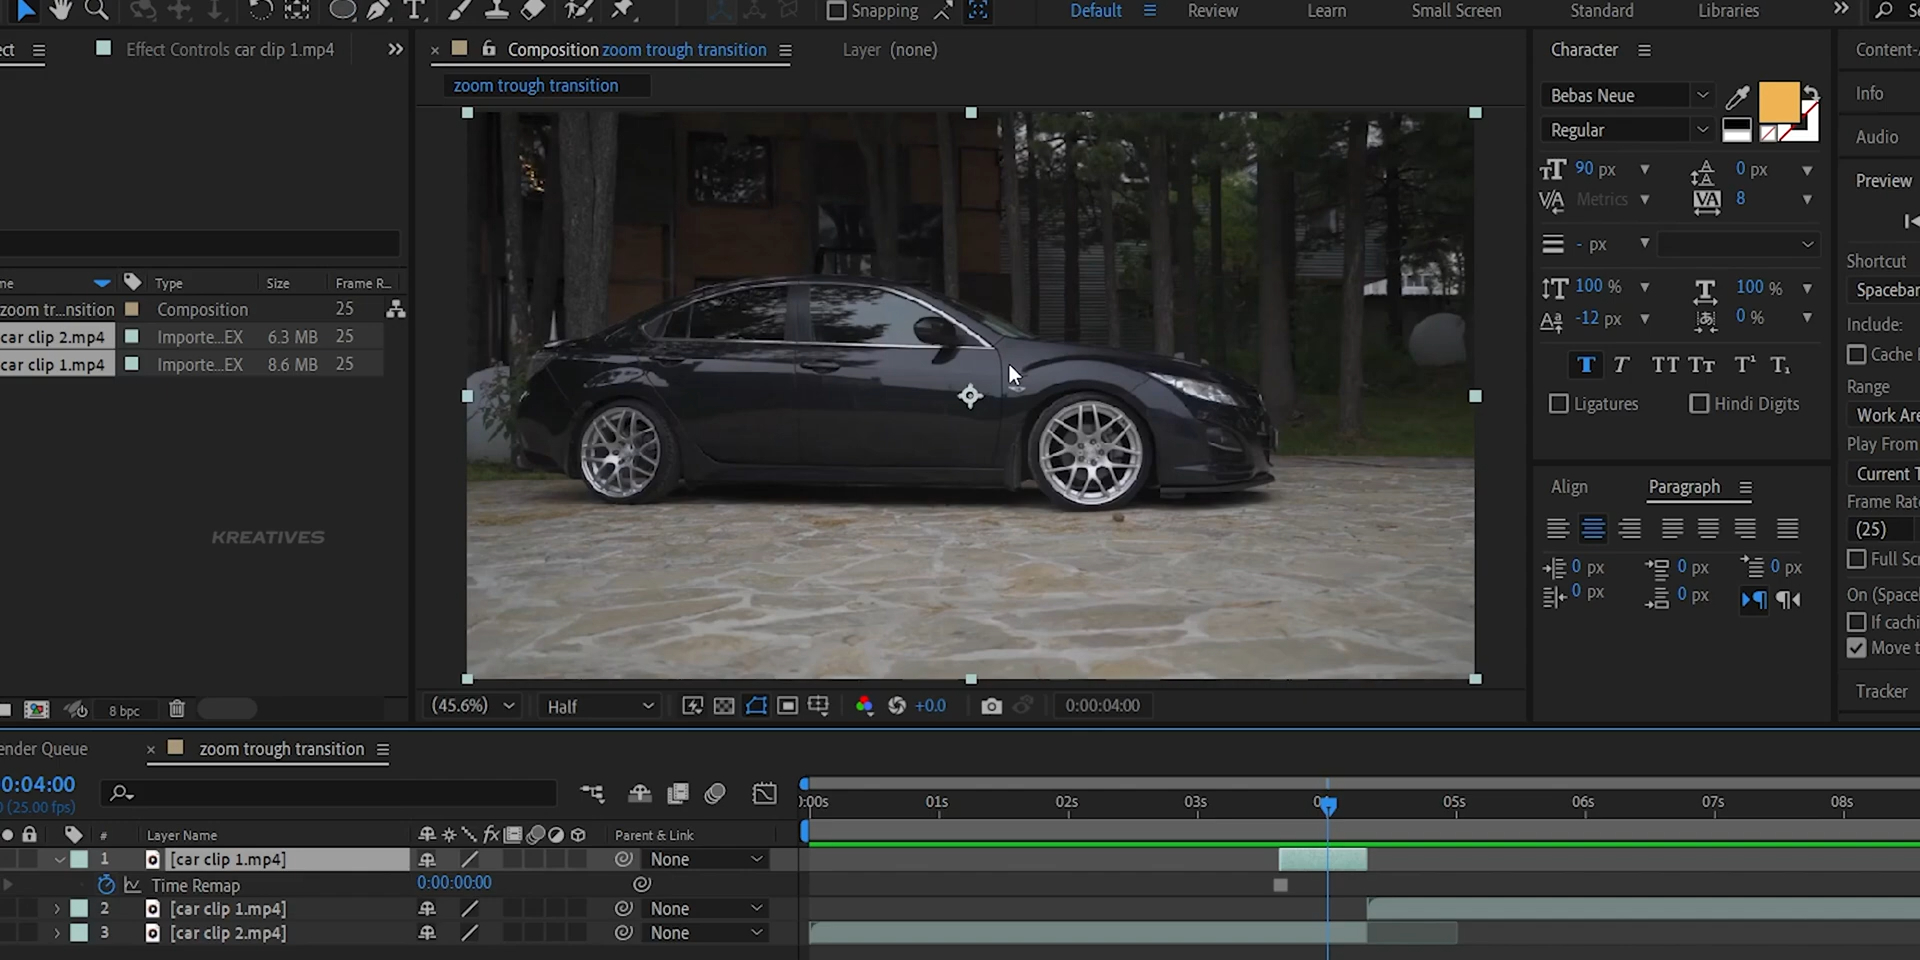 Snapping
Default
Review
Learn
Small Screen
Standard
Libraries
Effect Controls car clip 1.mp4
Composition zoom trough transition
Layer (none)
zoom trough transition
Character
Content-
Info
Audio
Preview
Bebas Neue
Regular
90 px
0 px
Metrics
8
- px
100 %
100 %
-12 px
0 %
Ligatures
Hindi Digits
Shortcut
Spacebar
Include:
Cache
Range
Work Are
Play From
Current T
Frame Rat
(25)
Full Scr
On (Space
If cachi
Move t
Tracker
me
Type
Size
Frame R...
zoom tr...nsition
Composition
25
car clip 2.mp4
Importe...EX
6.3 MB
25
car clip 1.mp4
Importe...EX
8.6 MB
25
KREATIVES
Align
Paragraph
0 px
0 px
0 px
0 px
0 px
8 bpc
(45.6%)
Half
+0.0
0:00:04:00
ender Queue
zoom trough transition
0:04:00
(25.00 fps)
:00s
01s
02s
03s
05s
06s
07s
08s
#
Layer Name
Parent & Link
1
[car clip 1.mp4]
None
Time Remap
0:00:00:00
2
[car clip 1.mp4]
None
3
[car clip 2.mp4]
None